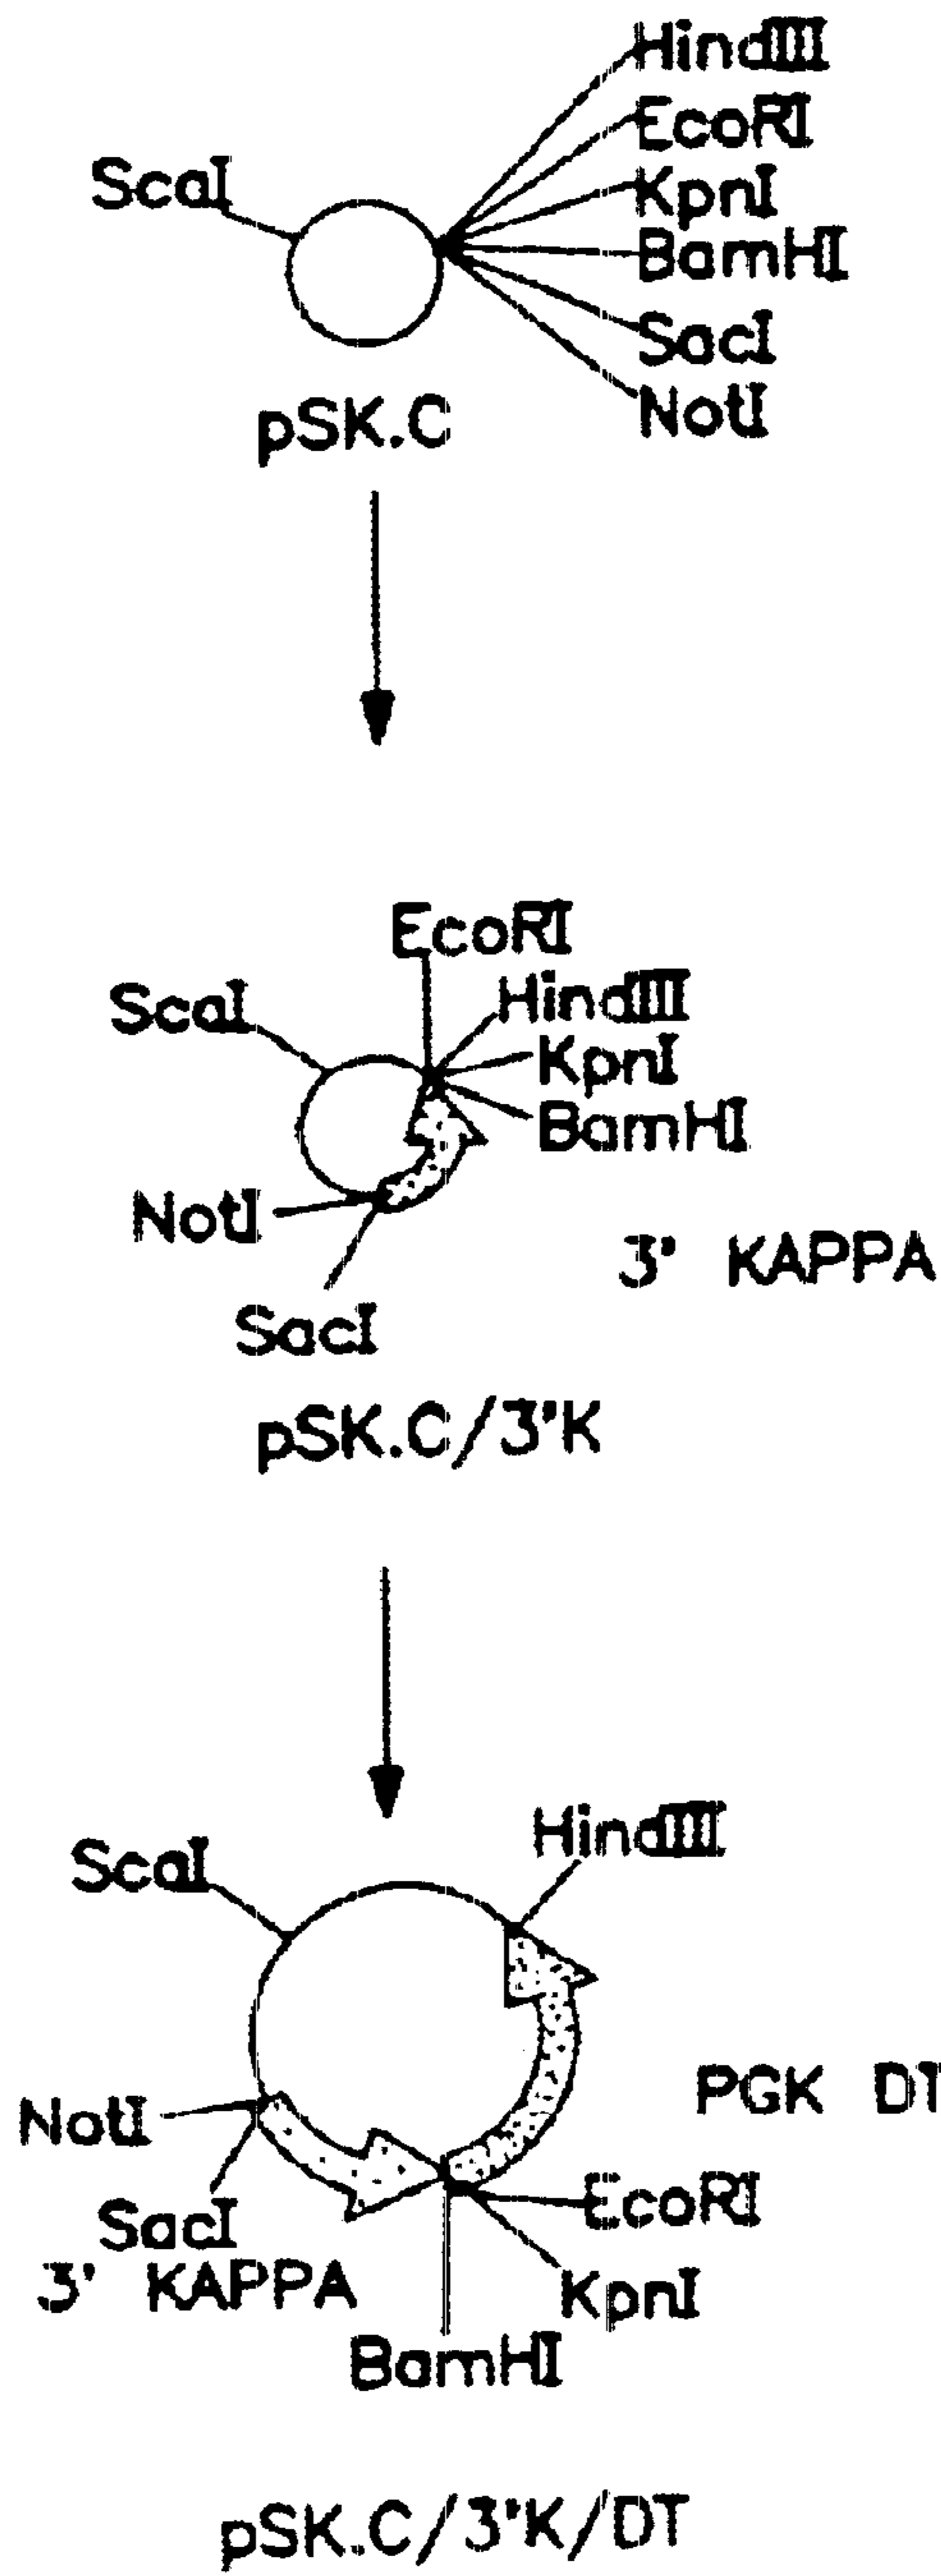 HindIII
EcoRI
ScaI
KpnI
BamHI
SacI
NotI
pSK.C
EcoRI
ScaI
HindIII
KpnI
BamHI
NotI
3' KAPPA
SacI
pSK.C/3'K
HindIII
ScaI
PGK DT
NotI
EcoRI
SacI
3' KAPPA
KpnI
BamHI
pSK.C/3'K/DT